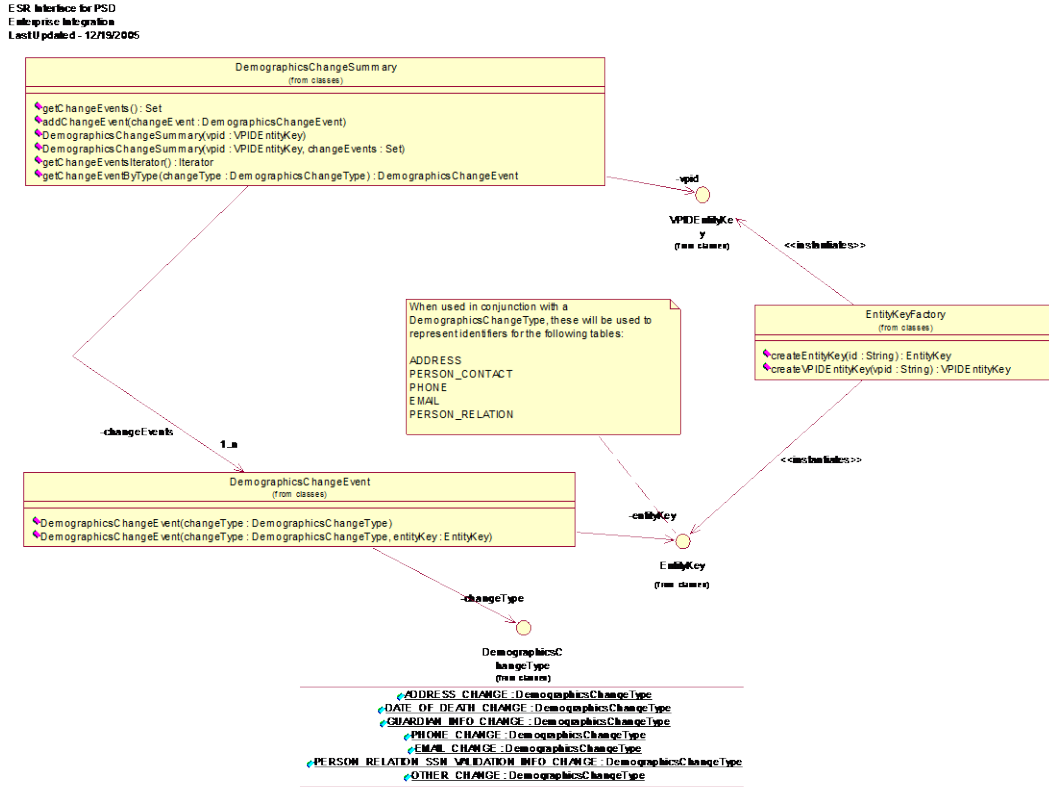 ESR Interface for PSD
Enterprise Integration
Last Updated - 12/19/2005
DemographicsChangeSummary
(from classes)
getChangeEvents() : Set
addChangeEvent(changeEvent : DemographicsChangeEvent)
DemographicsChangeSummary(vpid : VPIDEntityKey)
DemographicsChangeSummary(vpid : VPIDEntityKey, changeEvents : Set)
getChangeEventsIterator() : Iterator
getChangeEventByType(changeType : DemographicsChangeType) : DemographicsChangeEvent
-vpid
VPIDEntityKe
y
(from classes)
<<instantiates>>
When used in conjunction with a
DemographicsChangeType, these will be used to
represent identifiers for the following tables:
ADDRESS
PERSON_CONTACT
PHONE
EMAIL
PERSON_RELATION
EntityKeyFactory
(from classes)
createEntityKey(id : String) : EntityKey
createVPIDEntityKey(vpid : String) : VPIDEntityKey
-changeEvents
1..n
<<instantiates>>
DemographicsChangeEvent
(from classes)
DemographicsChangeEvent(changeType : DemographicsChangeType)
DemographicsChangeEvent(changeType : DemographicsChangeType, entityKey : EntityKey)
-entityKey
EntityKey
(from classes)
-changeType
DemographicsC
hangeType
(from classes)
ADDRESS_CHANGE : DemographicsChangeType
DATE_OF_DEATH_CHANGE : DemographicsChangeType
GUARDIAN_INFO_CHANGE : DemographicsChangeType
PHONE_CHANGE : DemographicsChangeType
EMAIL_CHANGE : DemographicsChangeType
PERSON_RELATION_SSN_VALIDATION_INFO_CHANGE : DemographicsChangeType
OTHER_CHANGE : DemographicsChangeType